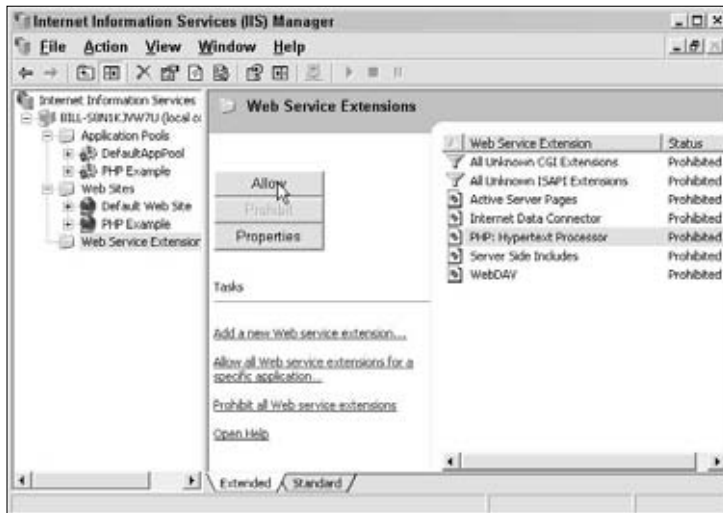 Internet Information Services (IIS) Manager
File Action View Window Help
Internet Information Services
BILL-S0N1KJVW7U (local c
Application Pools
DefaultAppPool
PHP Example
Web Sites
Default Web Site
PHP Example
Web Service Extension
Web Service Extensions
Allow
Prohibit
Properties
Tasks
Add a new Web service extension...
Allow all Web service extensions for a
specific application...
Prohibit all Web service extensions
Open Help
Web Service Extension Status
All Unknown CGI Extensions Prohibited
All Unknown ISAPI Extensions Prohibited
Active Server Pages Prohibited
Internet Data Connector Prohibited
PHP: Hypertext Processor Prohibited
Server Side Includes Prohibited
WebDAV Prohibited
Extended Standard